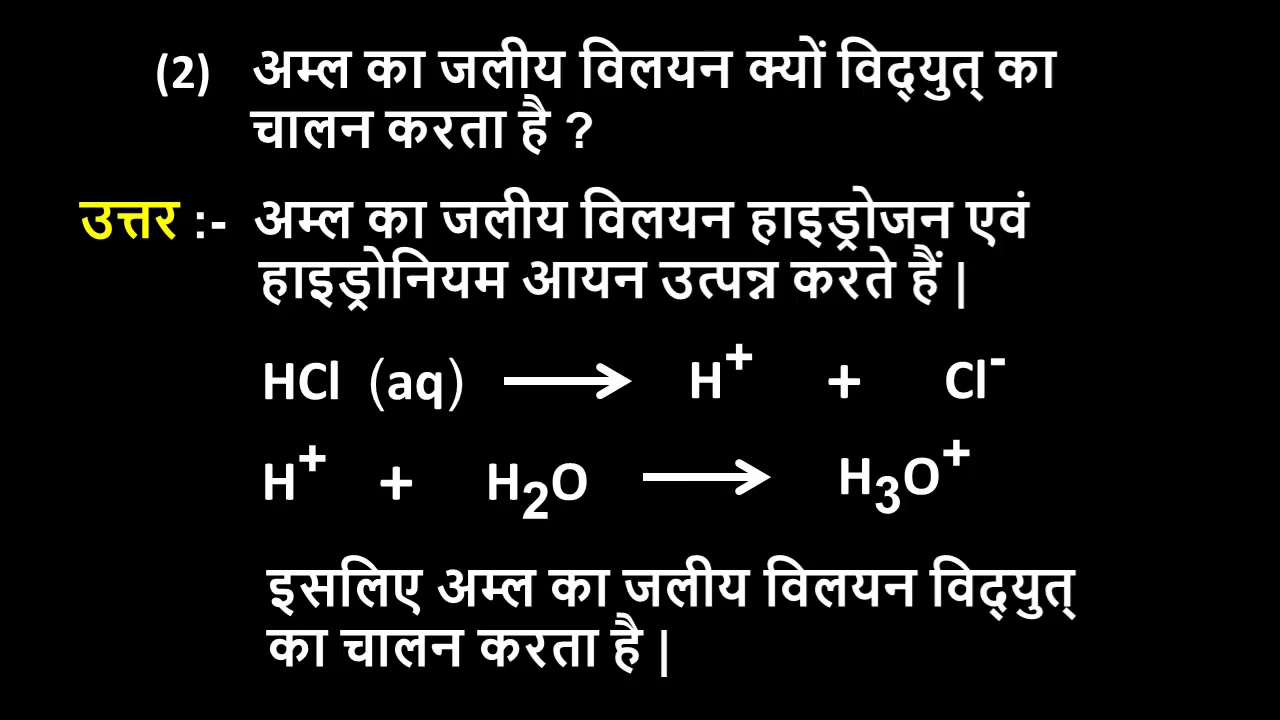 (2) अम्ल का जलीय विलयन क्यों विद्‌युत् का
चालन करता है ?
उत्तर :- अम्ल का जलीय विलयन हाइड्रोजन एवं
हाइड्रोनियम आयन उत्पन्न करते हैं |
HCl (aq) ⟶ H⁺ + Cl⁻
H⁺ + H₂O ⟶ H₃O⁺
इसलिए अम्ल का जलीय विलयन विद्‌युत्
का चालन करता है |